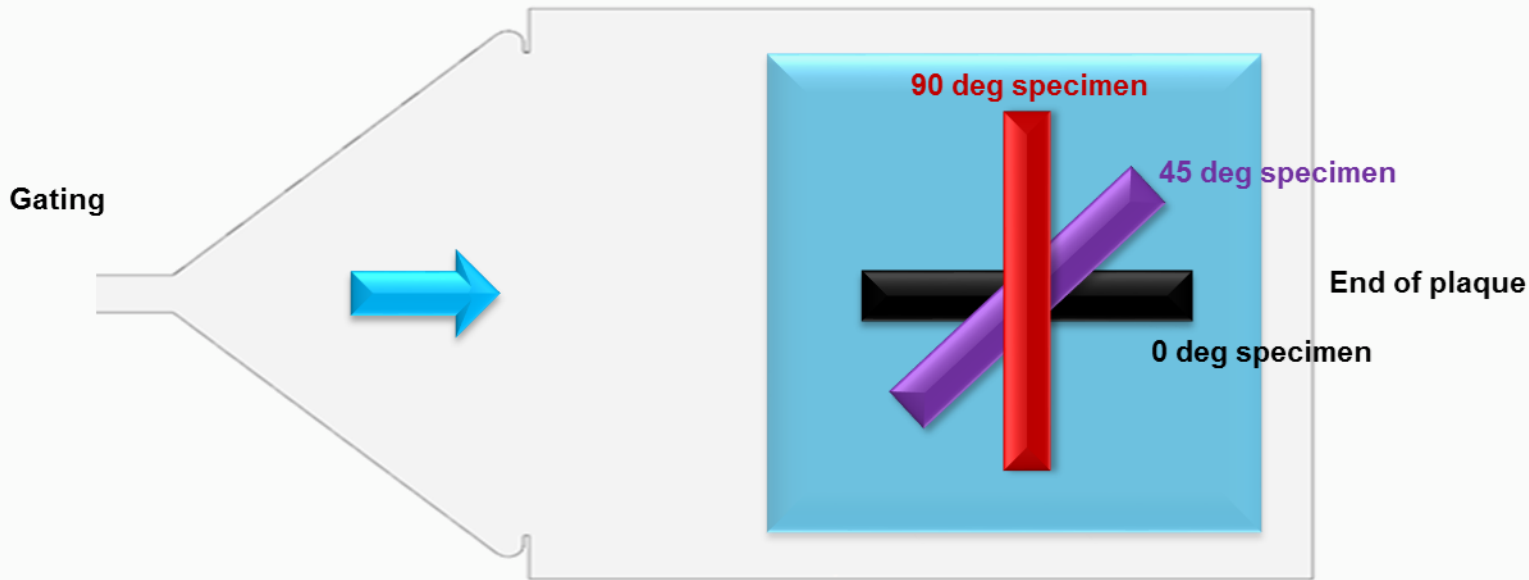 90 deg specimen
45 deg specimen
Gating
End of plaque
0 deg specimen